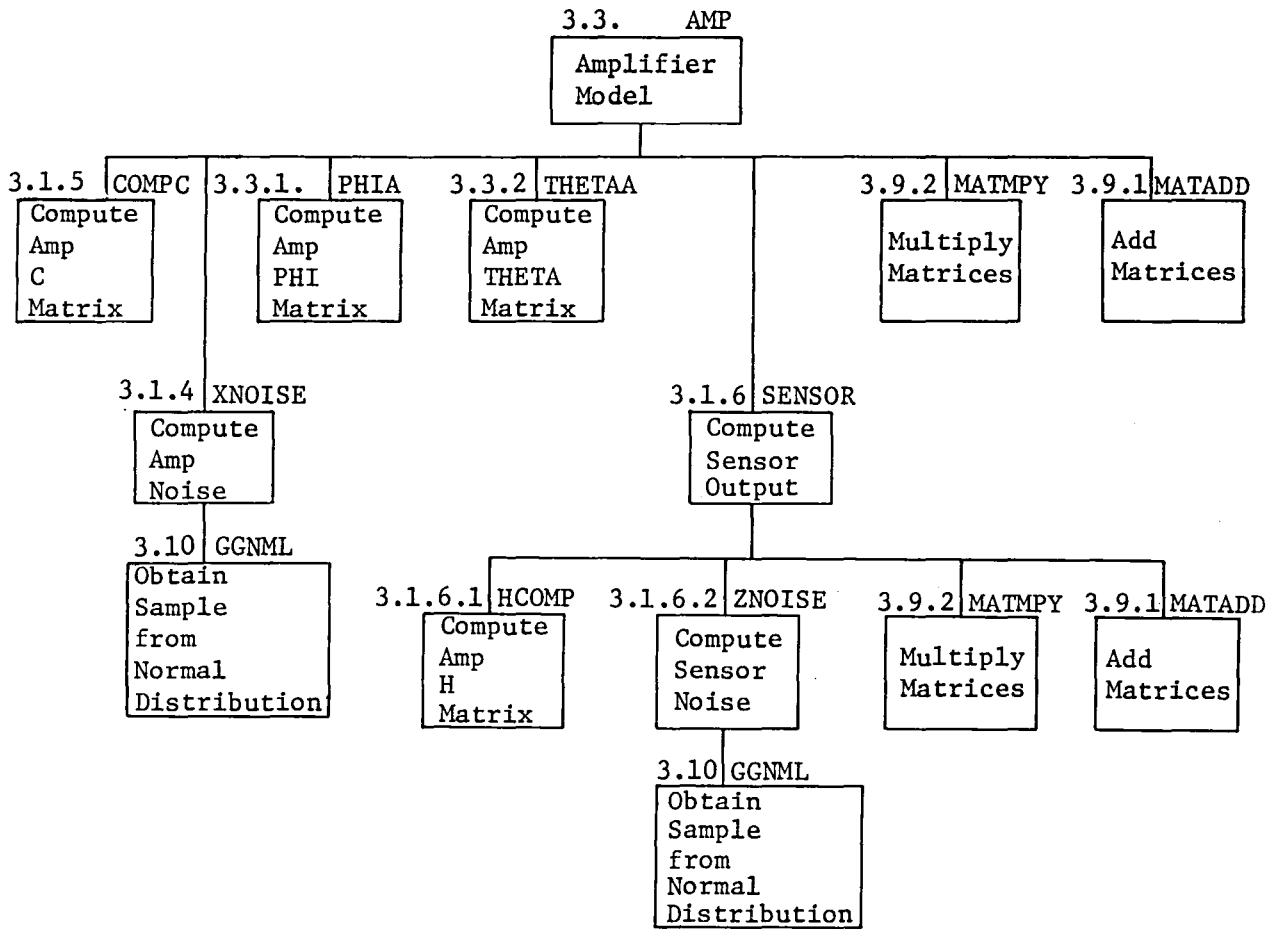 3.3. AMP
Amplifier
Model
3.1.5 COMPC
Compute
Amp
C
Matrix
3.3.1. PHIA
Compute
Amp
PHI
Matrix
3.3.2 THETAA
Compute
Amp
THETA
Matrix
3.9.2 MATMPY
Multiply
Matrices
3.9.1 MATADD
Add
Matrices
3.1.4 XNOISE
Compute
Amp
Noise
3.1.6 SENSOR
Compute
Sensor
Output
3.10 GGNML
Obtain
Sample
from
Normal
Distribution
3.1.6.1 HCOMP
Compute
Amp
H
Matrix
3.1.6.2 ZNOISE
Compute
Sensor
Noise
3.9.2 MATMPY
Multiply
Matrices
3.9.1 MATADD
Add
Matrices
3.10 GGNML
Obtain
Sample
from
Normal
Distribution